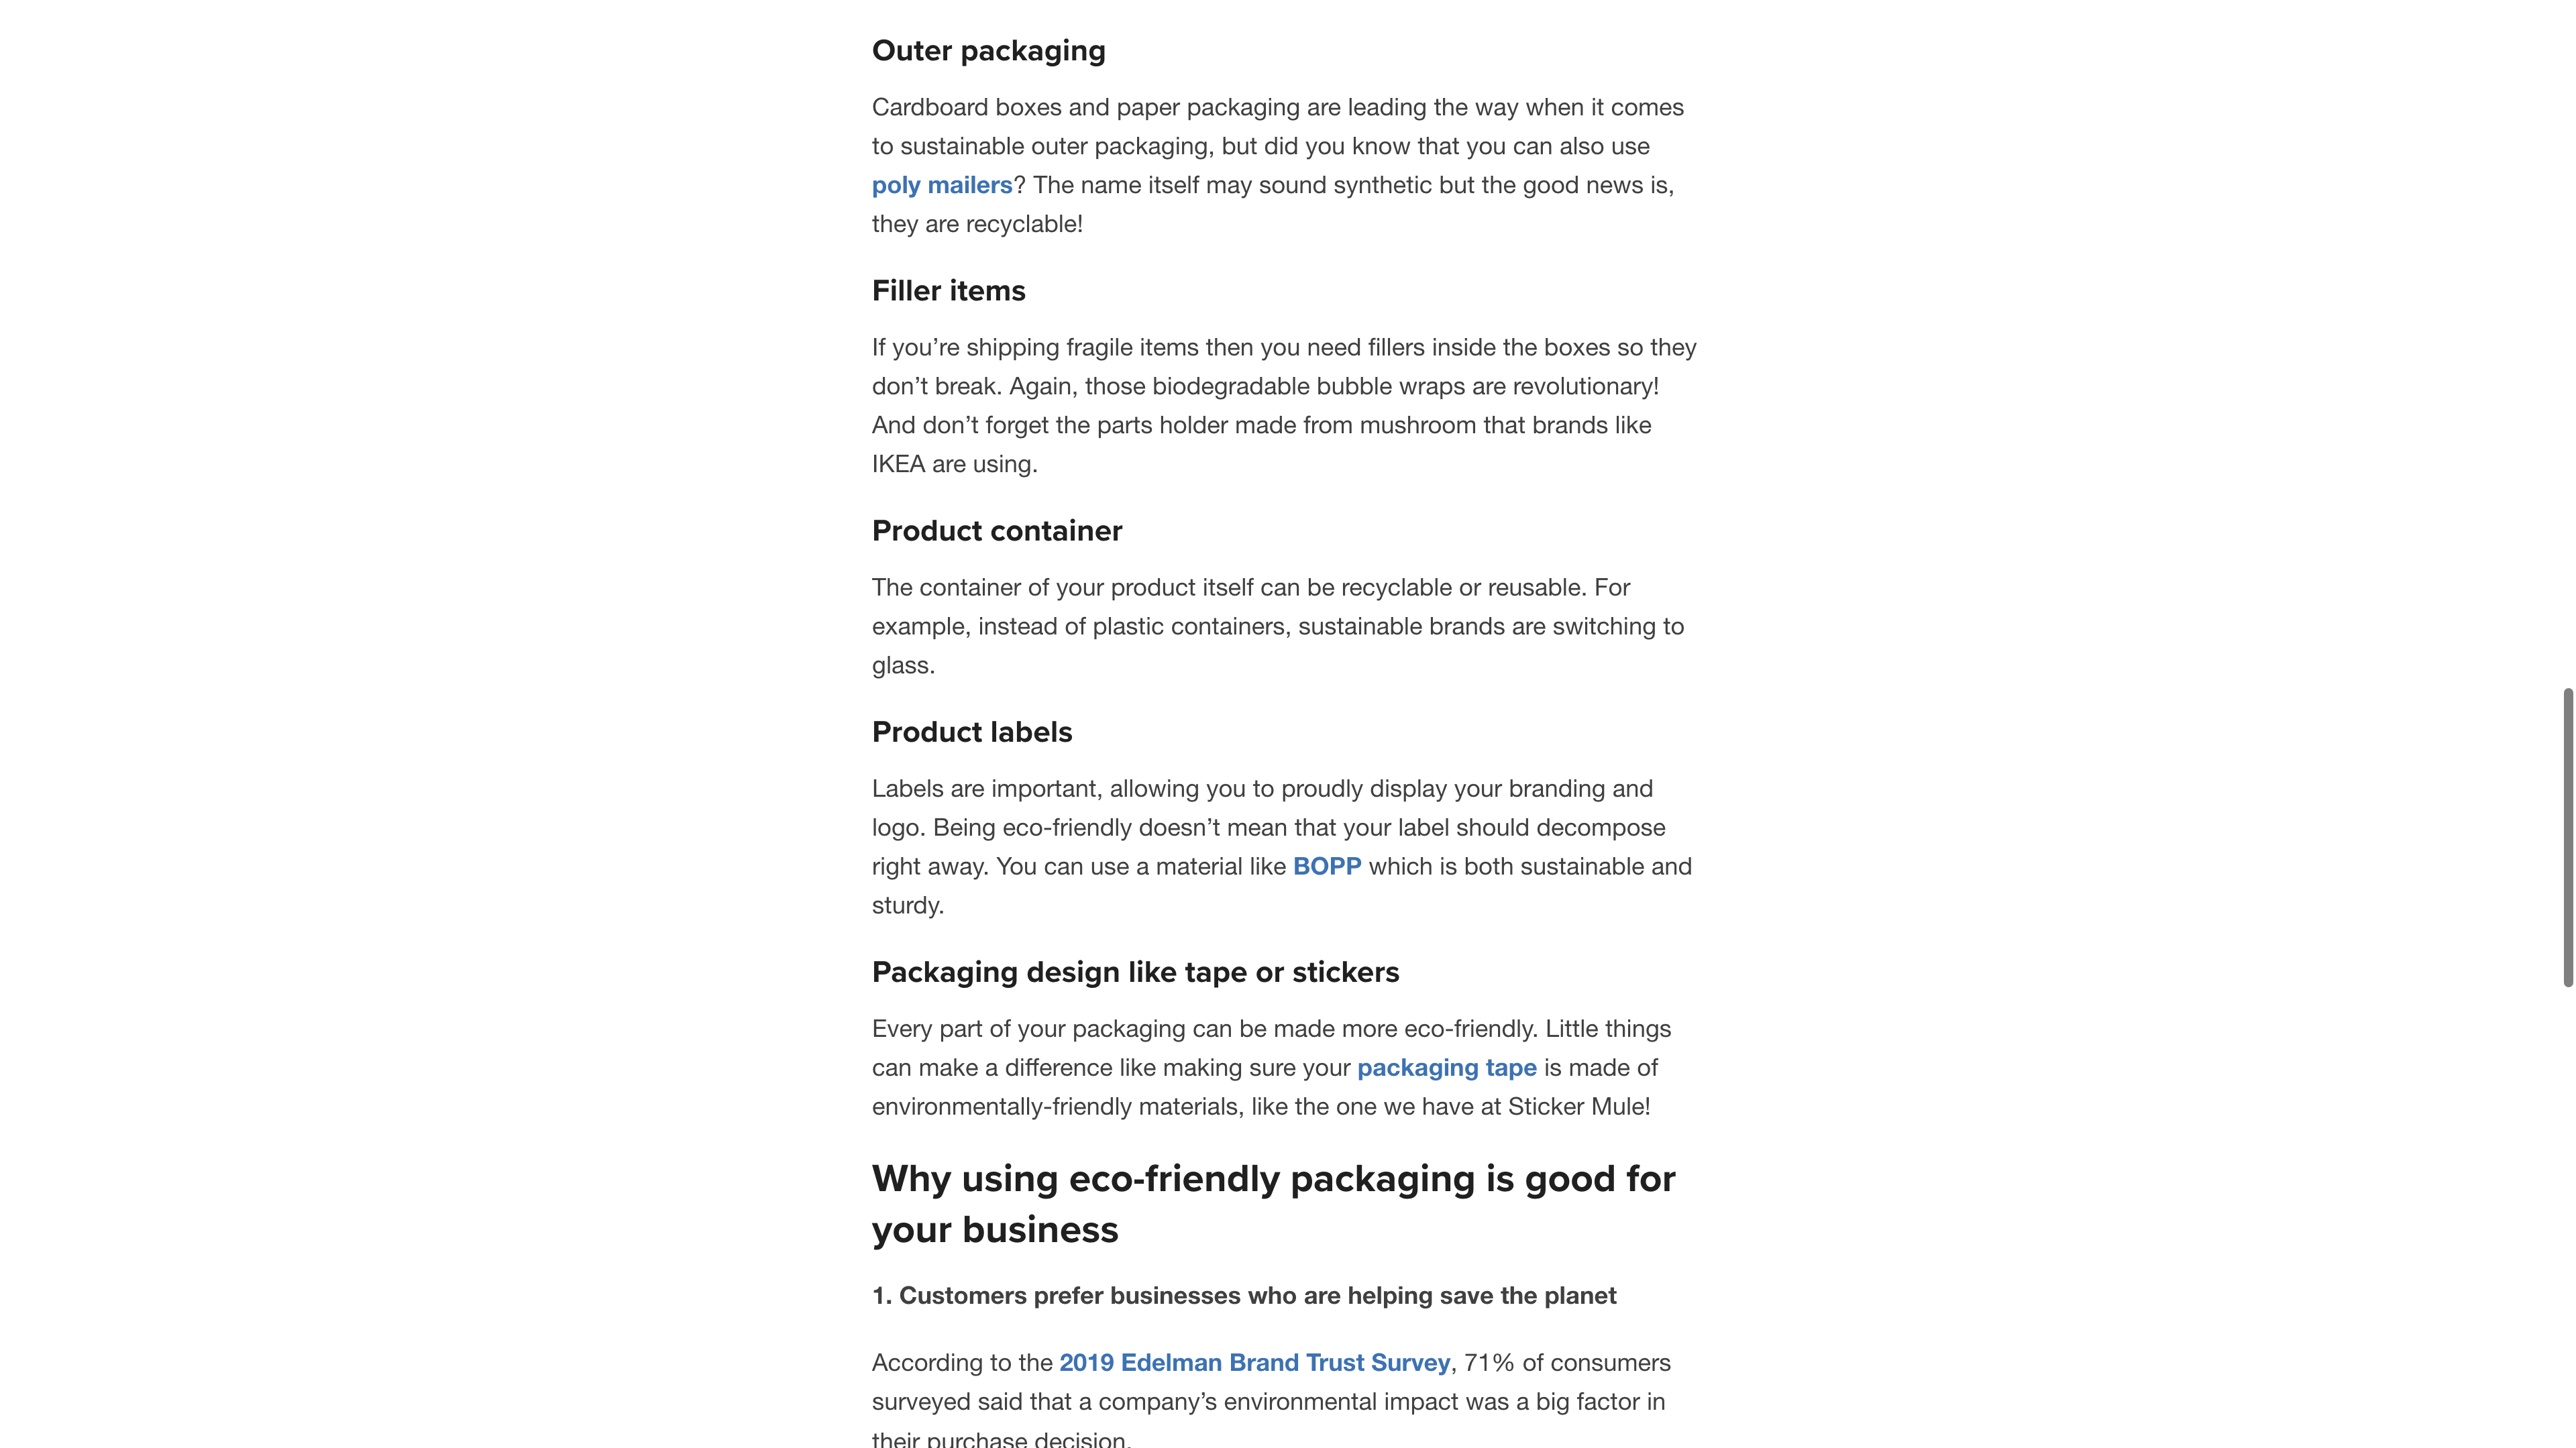 Outer packaging
Cardboard boxes and paper packaging are leading the way when it comes
to sustainable outer packaging, but did you know that you can also use
poly mailers? The name itself may sound synthetic but the good news is,
they are recyclable!
Filler items
If you’re shipping fragile items then you need fillers inside the boxes so they
don’t break. Again, those biodegradable bubble wraps are revolutionary!
And don’t forget the parts holder made from mushroom that brands like
IKEA are using.
Product container
The container of your product itself can be recyclable or reusable. For
example, instead of plastic containers, sustainable brands are switching to
glass.
Product labels
Labels are important, allowing you to proudly display your branding and
logo. Being eco-friendly doesn’t mean that your label should decompose
right away. You can use a material like BOPP which is both sustainable and
sturdy.
Packaging design like tape or stickers
Every part of your packaging can be made more eco-friendly. Little things
can make a difference like making sure your packaging tape is made of
environmentally-friendly materials, like the one we have at Sticker Mule!
Why using eco-friendly packaging is good for
your business
1. Customers prefer businesses who are helping save the planet
According to the 2019 Edelman Brand Trust Survey, 71% of consumers
surveyed said that a company’s environmental impact was a big factor in
their purchase decision.